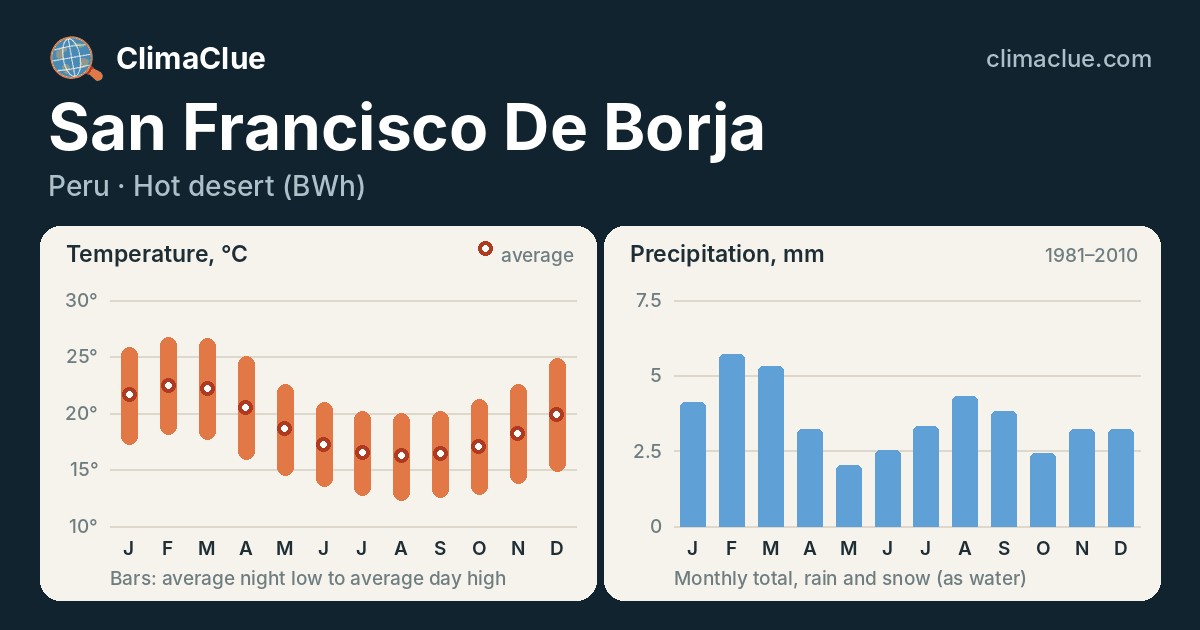 ClimaClue
climaclue.com
San Francisco De Borja
Peru · Hot desert (BWh)
Temperature, °C
average
30°
25°
20°
15°
10°
J F M A M J J A S O N D
Bars: average night low to average day high
Precipitation, mm
1981–2010
7.5
5
2.5
0
J F M A M J J A S O N D
Monthly total, rain and snow (as water)